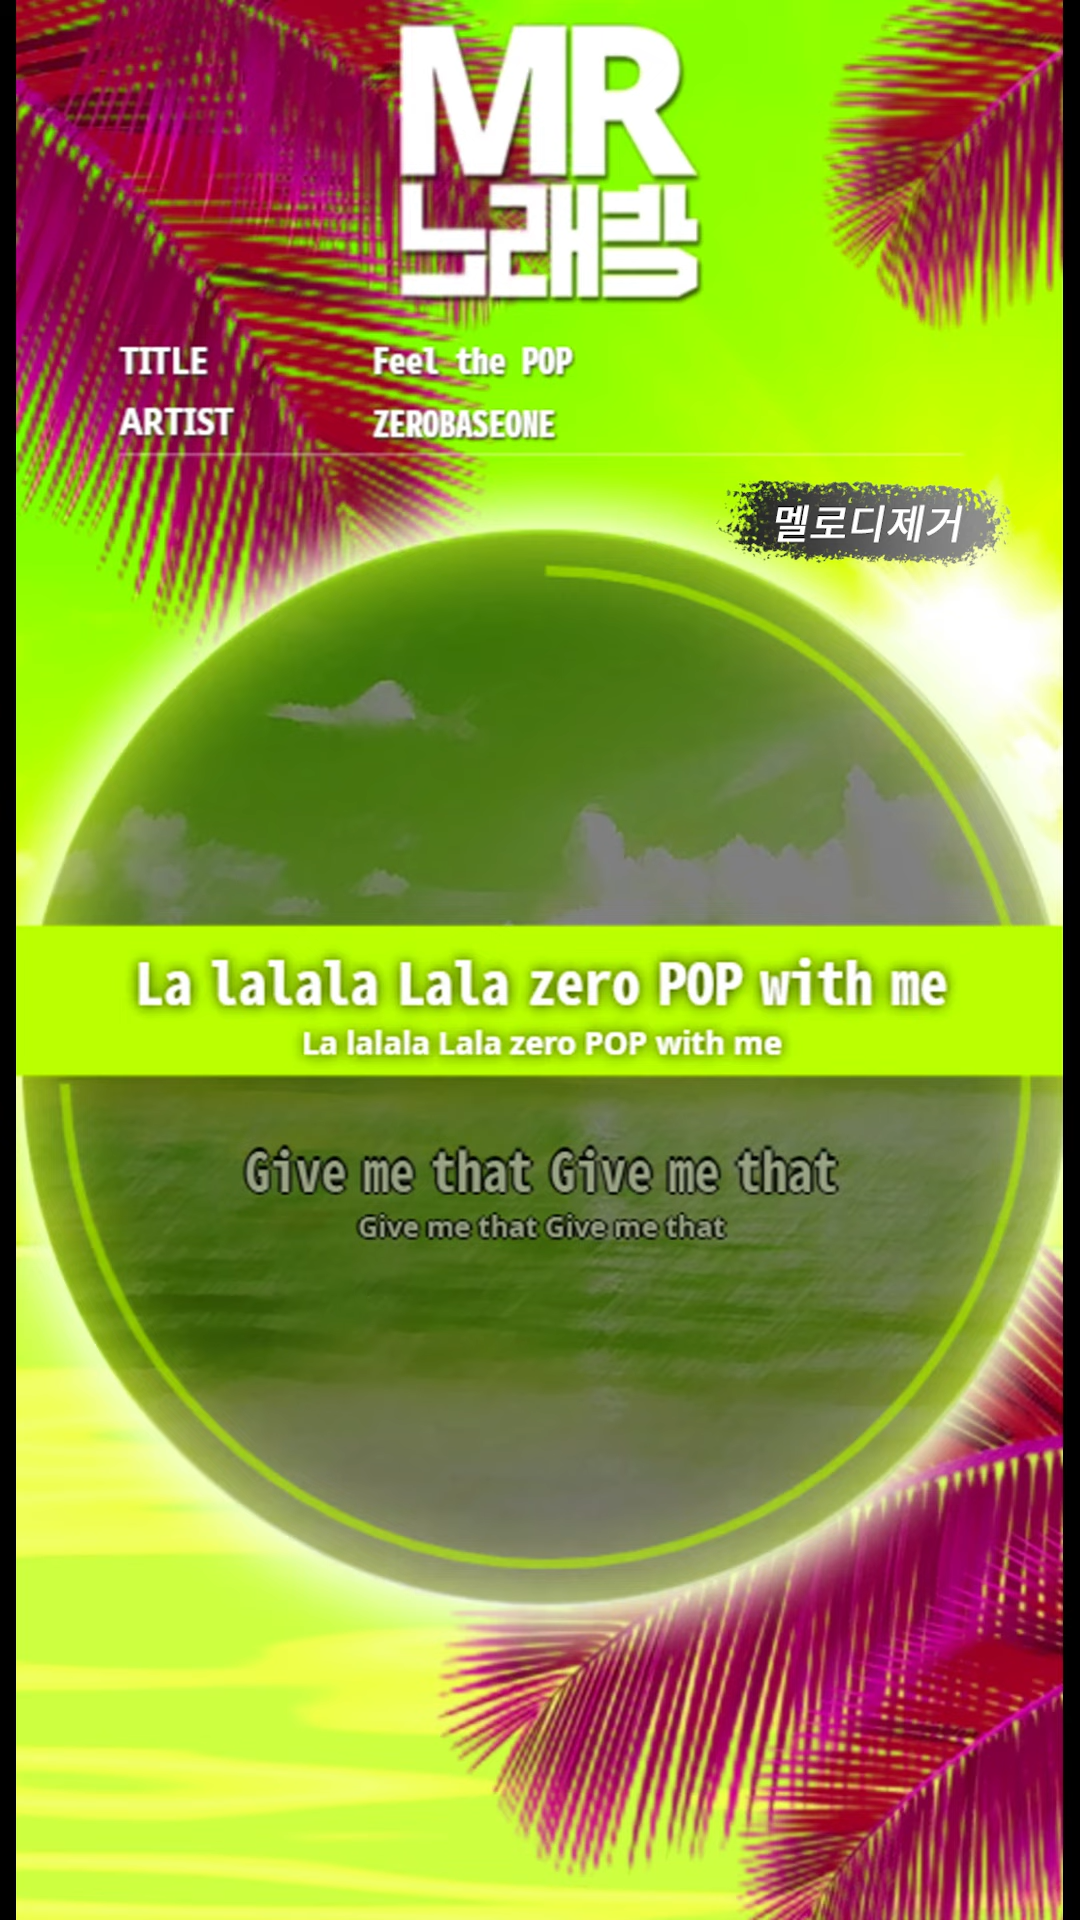 MR
노래방
TITLE Feel the POP
ARTIST ZEROBASEONE
멜로디제거
La lalala Lala zero POP with me
La lalala Lala zero POP with me
Give me that Give me that
Give me that Give me that